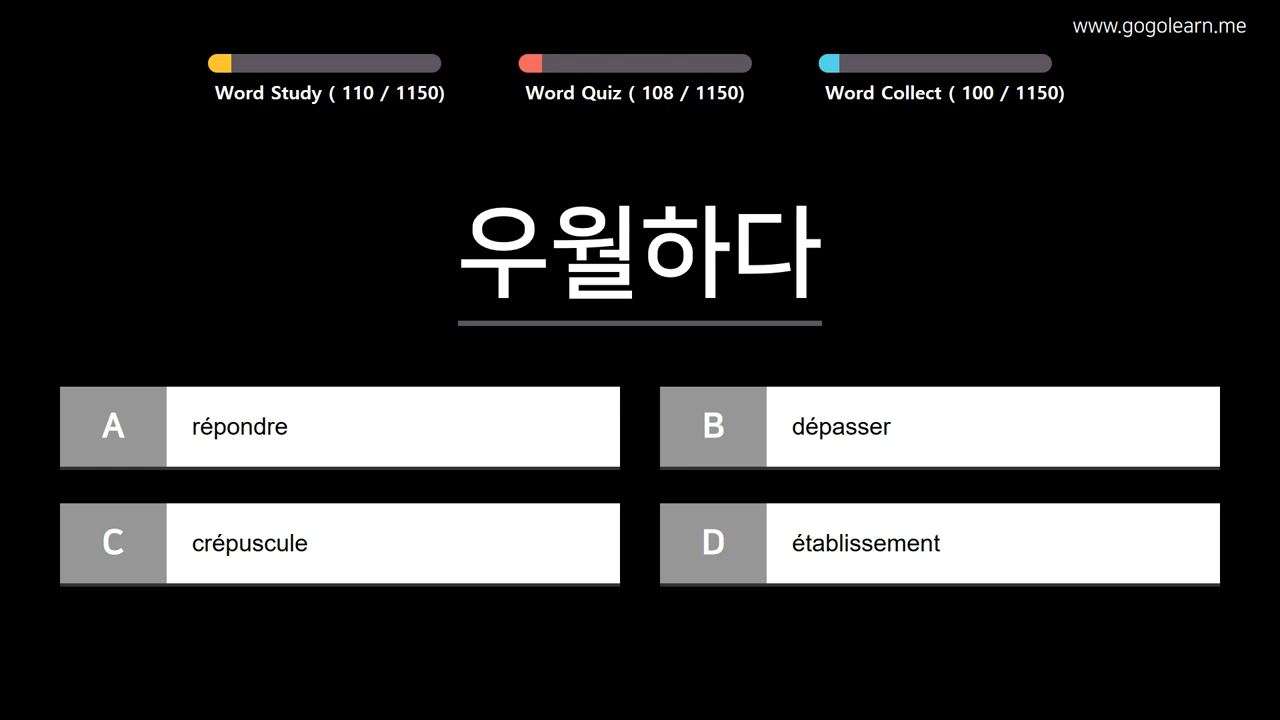 www.gogolearn.me
Word Study ( 110 / 1150)
Word Quiz ( 108 / 1150)
Word Collect ( 100 / 1150)
우월하다
A répondre
B dépasser
C crépuscule
D établissement